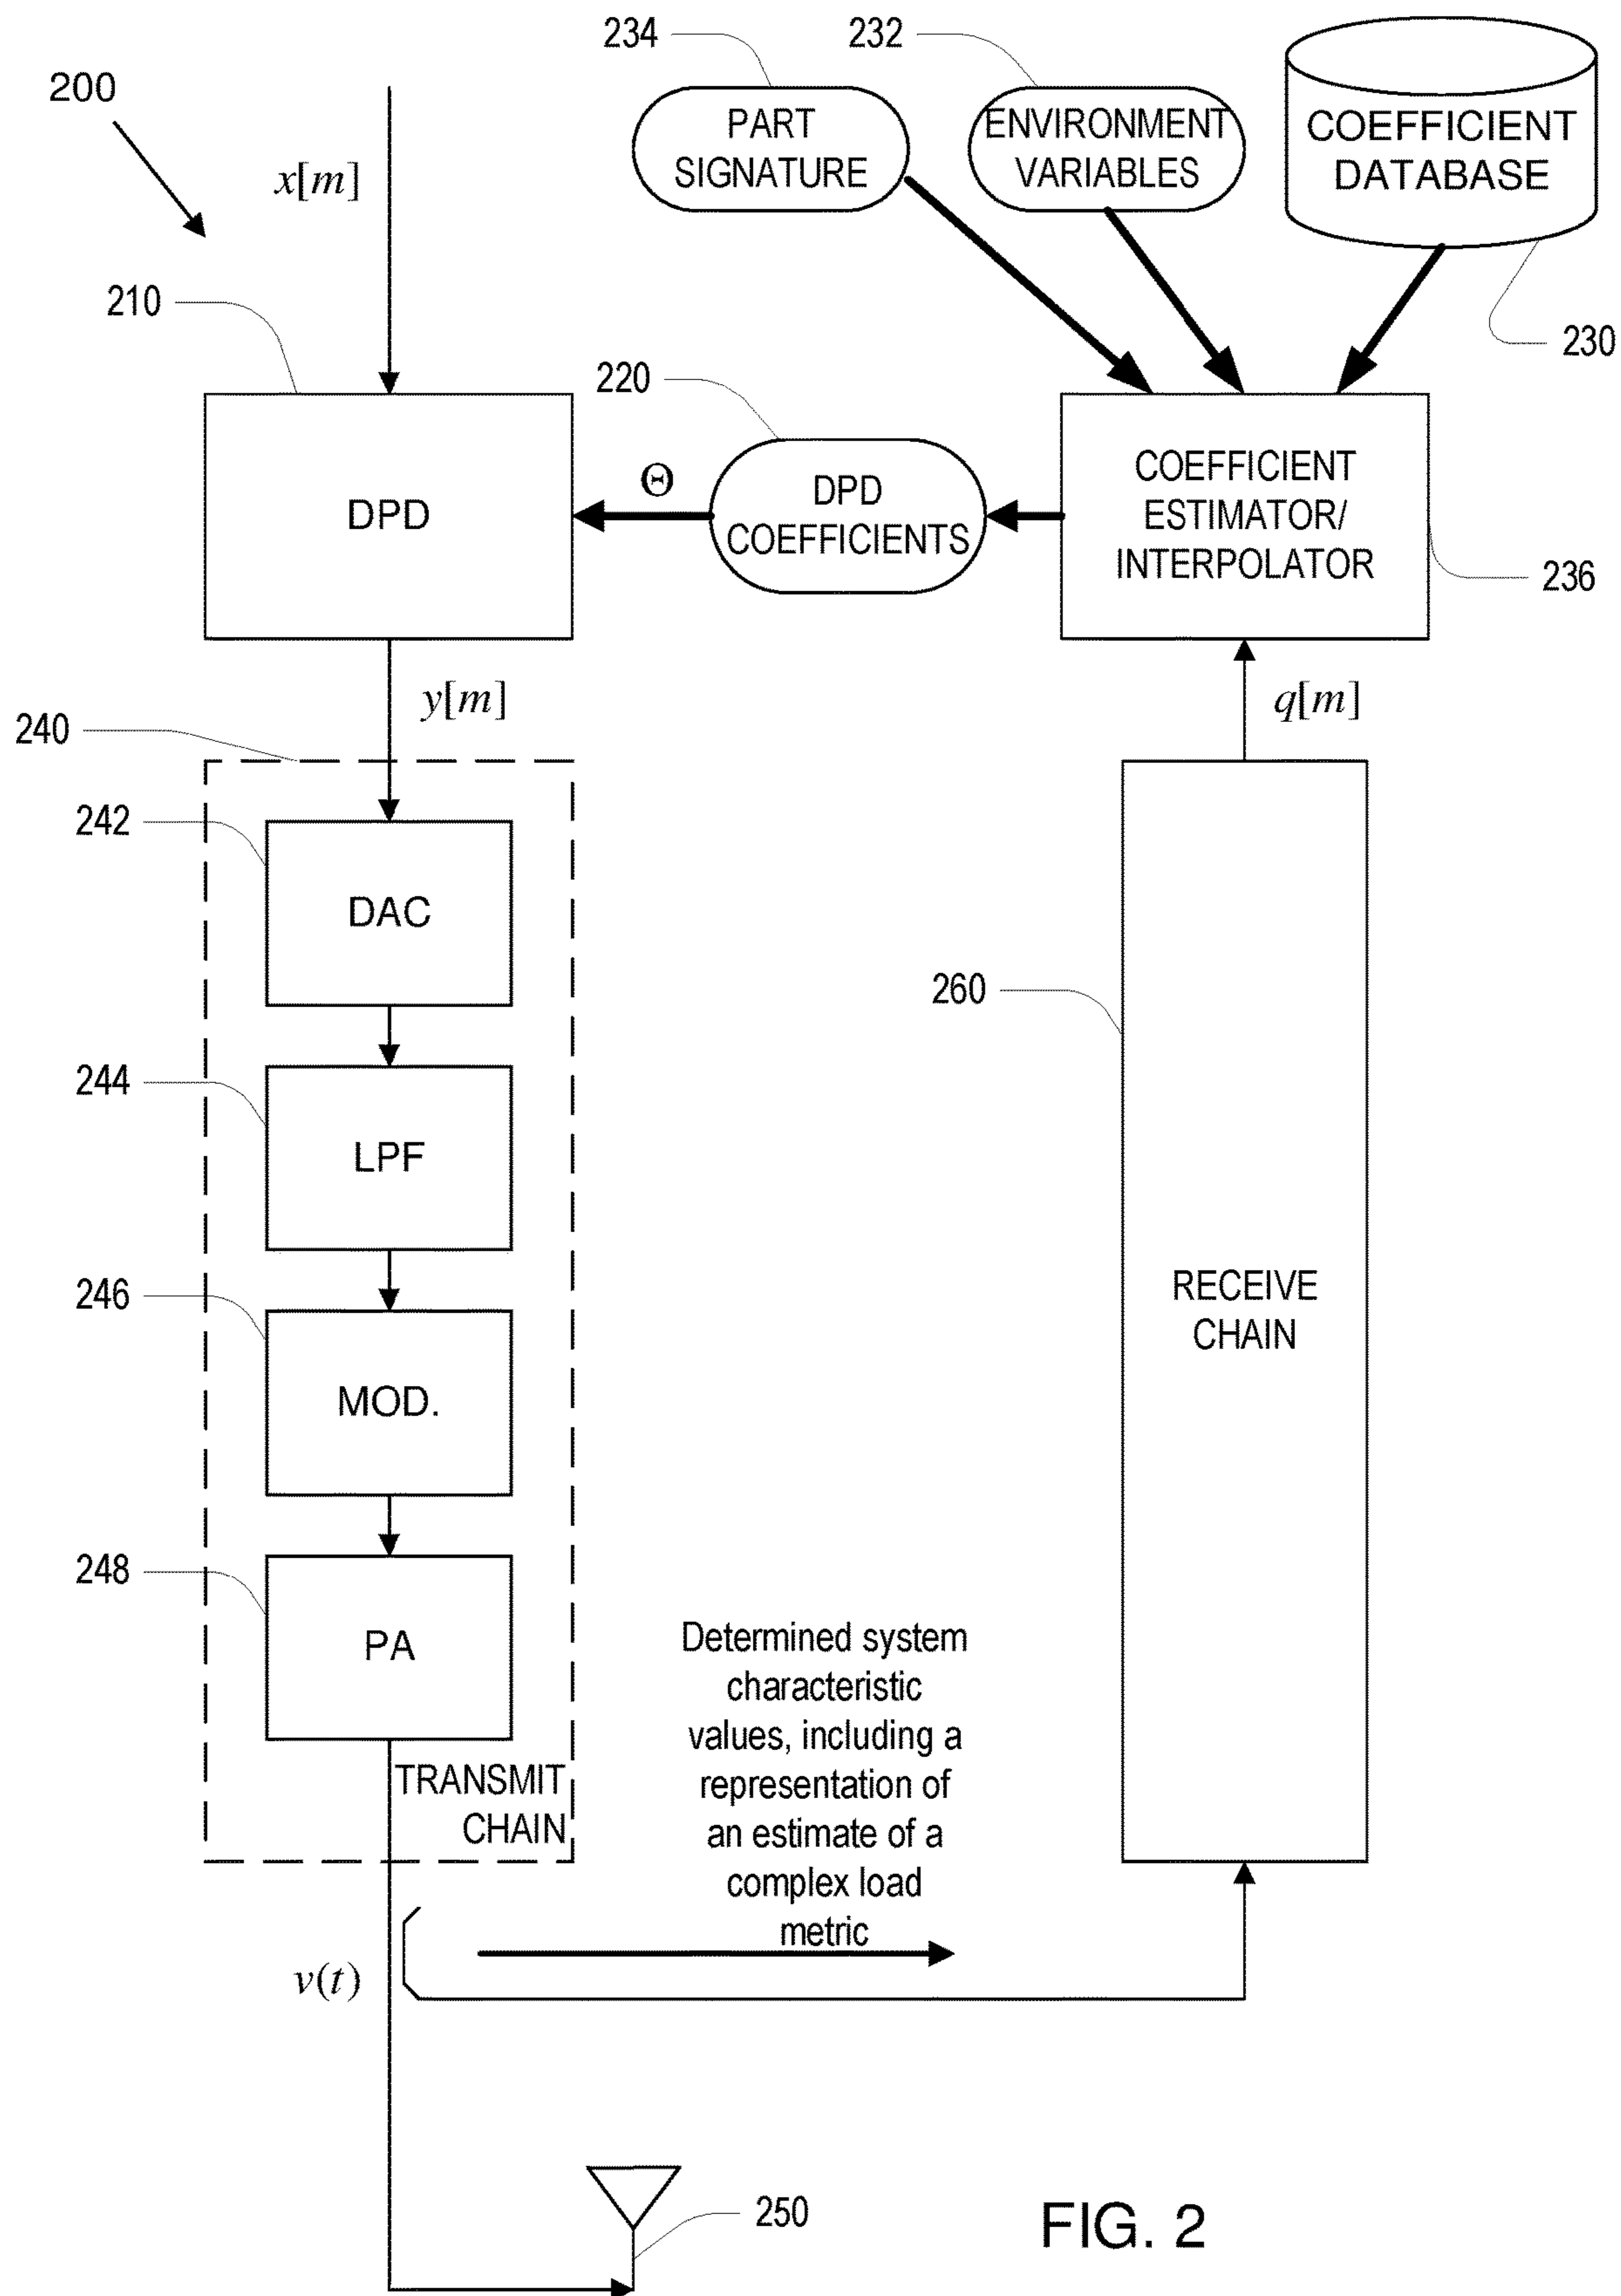 234
232
200
PART
SIGNATURE
ENVIRONMENT
VARIABLES
COEFFICIENT
DATABASE
x[m]
210
230
220
DPD
Θ
DPD
COEFFICIENTS
COEFFICIENT
ESTIMATOR/
INTERPOLATOR
236
y[m]
q[m]
240
242
DAC
260
244
LPF
246
MOD.
RECEIVE
CHAIN
248
PA
Determined system
characteristic
values, including a
representation of
an estimate of a
complex load
metric
TRANSMIT
CHAIN
v(t)
250
FIG. 2